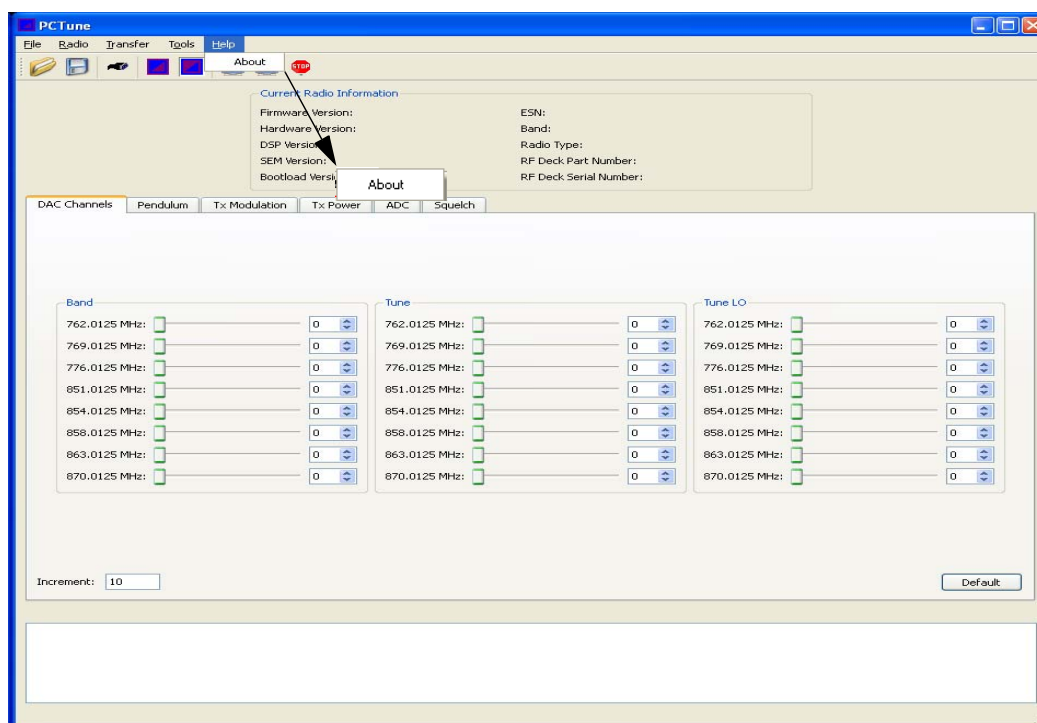 PCTune
File Radio Transfer Tools Help
About
STOP
Current Radio Information
Firmware Version: ESN:
Hardware Version: Band:
DSP Version Radio Type:
SEM Version: RF Deck Part Number:
Bootload Versi RF Deck Serial Number:
About
DAC Channels Pendulum Tx Modulation Tx Power ADC Squelch
Band Tune Tune LO
762.0125 MHz: 0 762.0125 MHz: 0 762.0125 MHz: 0
769.0125 MHz: 0 769.0125 MHz: 0 769.0125 MHz: 0
776.0125 MHz: 0 776.0125 MHz: 0 776.0125 MHz: 0
851.0125 MHz: 0 851.0125 MHz: 0 851.0125 MHz: 0
854.0125 MHz: 0 854.0125 MHz: 0 854.0125 MHz: 0
858.0125 MHz: 0 858.0125 MHz: 0 858.0125 MHz: 0
863.0125 MHz: 0 863.0125 MHz: 0 863.0125 MHz: 0
870.0125 MHz: 0 870.0125 MHz: 0 870.0125 MHz: 0
Increment: 10 Default